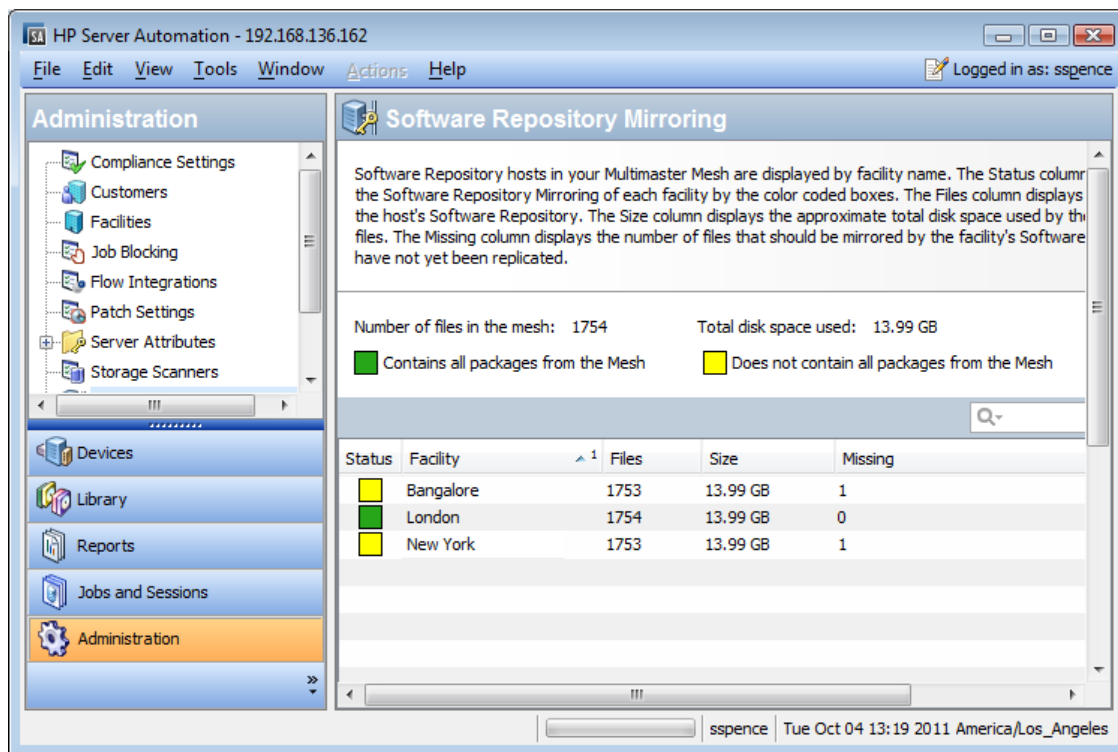 SA HP Server Automation - 192.168.136.162
File Edit View Tools Window Actions Help Logged in as: sspence
Administration
Compliance Settings
Customers
Facilities
Job Blocking
Flow Integrations
Patch Settings
Server Attributes
Storage Scanners
Devices
Library
Reports
Jobs and Sessions
Administration
Software Repository Mirroring
Software Repository hosts in your Multimaster Mesh are displayed by facility name. The Status column
the Software Repository Mirroring of each facility by the color coded boxes. The Files column displays
the host's Software Repository. The Size column displays the approximate total disk space used by the
files. The Missing column displays the number of files that should be mirrored by the facility's Software
have not yet been replicated.
Number of files in the mesh: 1754 Total disk space used: 13.99 GB
Contains all packages from the Mesh Does not contain all packages from the Mesh
Status Facility 1 Files Size Missing
Bangalore 1753 13.99 GB 1
London 1754 13.99 GB 0
New York 1753 13.99 GB 1
sspence Tue Oct 04 13:19 2011 America/Los_Angeles